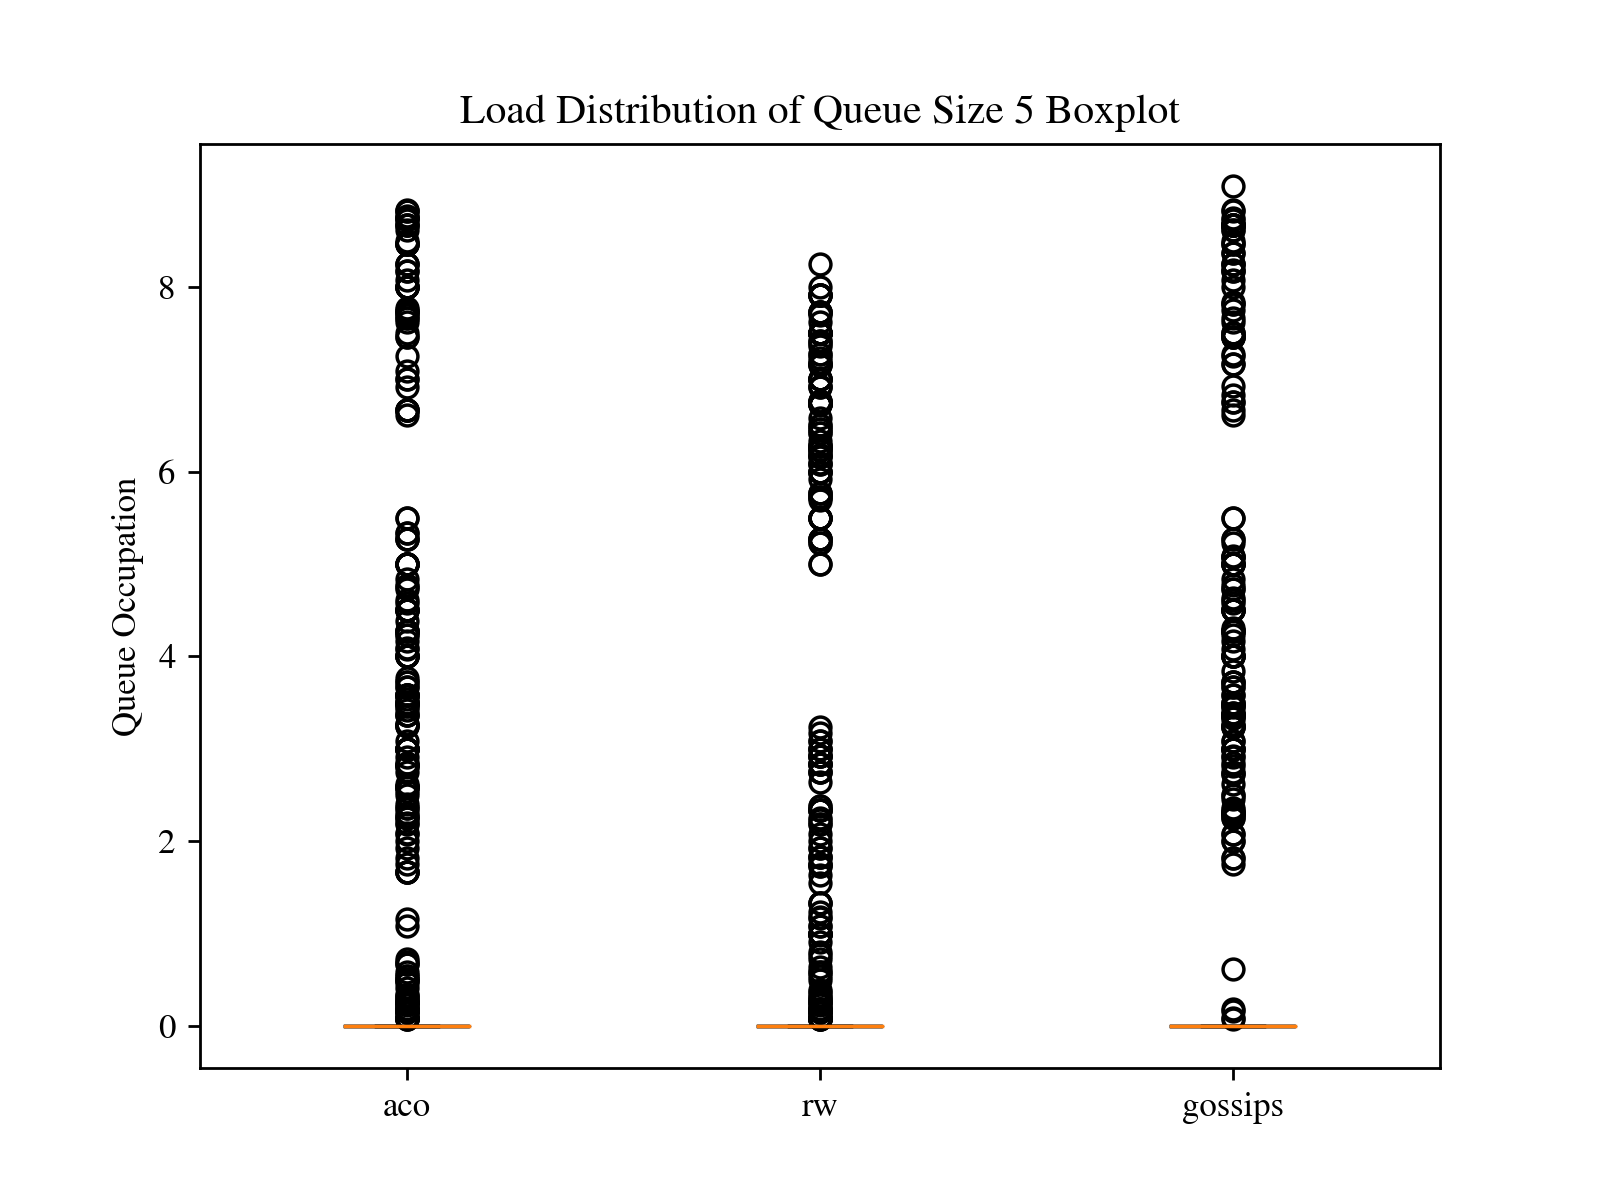 Load Distribution of Queue Size 5 Boxplot
Queue Occupation
8
6
4
2
0
aco
rw
gossips